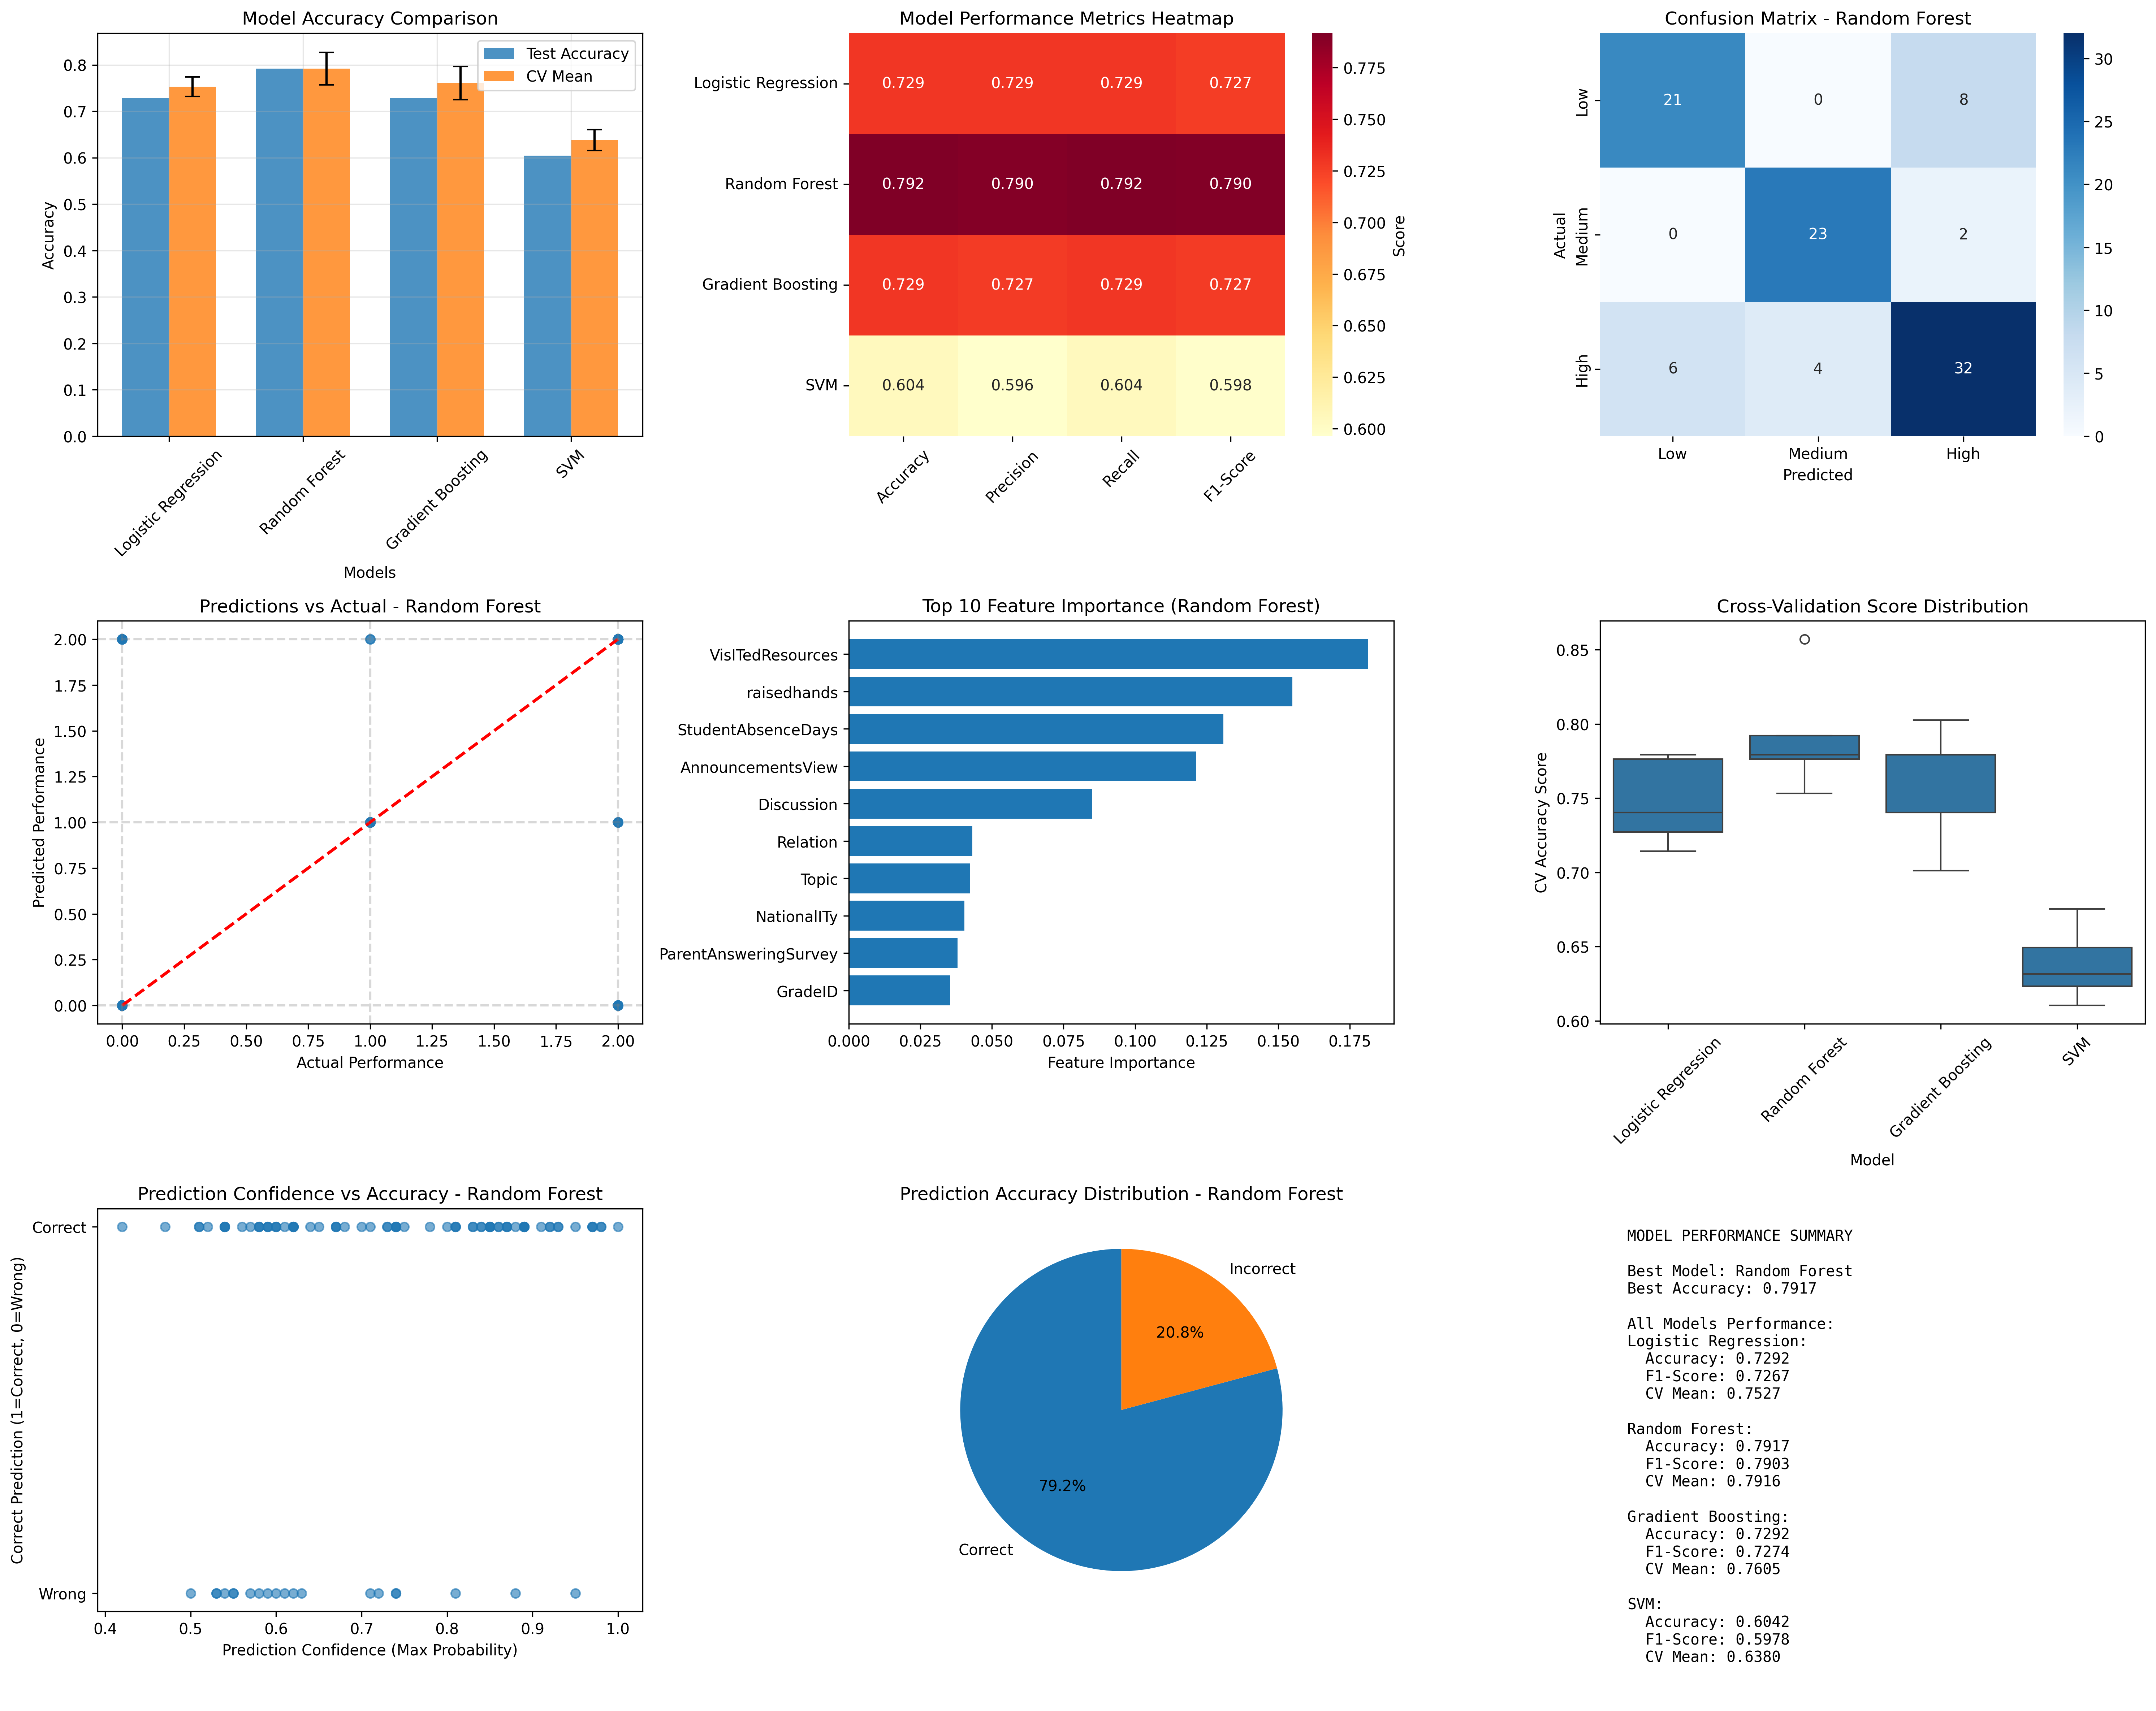 Model Accuracy Comparison
Accuracy
0.8
0.7
0.6
0.5
0.4
0.3
0.2
0.1
0.0
Test Accuracy
CV Mean
Logistic Regression
Random Forest
Gradient Boosting
SVM
Models
Model Performance Metrics Heatmap
Logistic Regression
0.729 0.729 0.729 0.727
Random Forest
0.792 0.790 0.792 0.790
Gradient Boosting
0.729 0.727 0.729 0.727
SVM
0.604 0.596 0.604 0.598
Accuracy
Precision
Recall
F1-Score
0.775
0.750
0.725
0.700
0.675
0.650
0.625
0.600
Score
Confusion Matrix - Random Forest
Actual
Low
21 0 8
Medium
0 23 2
High
6 4 32
Low Medium High
Predicted
30
25
20
15
10
5
0
Predictions vs Actual - Random Forest
Predicted Performance
2.00
1.75
1.50
1.25
1.00
0.75
0.50
0.25
0.00
0.00 0.25 0.50 0.75 1.00 1.25 1.50 1.75 2.00
Actual Performance
Top 10 Feature Importance (Random Forest)
VisITedResources
raisedhands
StudentAbsenceDays
AnnouncementsView
Discussion
Relation
Topic
NationalITy
ParentAnsweringSurvey
GradeID
0.000 0.025 0.050 0.075 0.100 0.125 0.150 0.175
Feature Importance
Cross-Validation Score Distribution
CV Accuracy Score
0.85
0.80
0.75
0.70
0.65
0.60
Logistic Regression
Random Forest
Gradient Boosting
SVM
Model
Prediction Confidence vs Accuracy - Random Forest
Correct Prediction (1=Correct, 0=Wrong)
Correct
Wrong
0.4 0.5 0.6 0.7 0.8 0.9 1.0
Prediction Confidence (Max Probability)
Prediction Accuracy Distribution - Random Forest
Incorrect
20.8%
79.2%
Correct
MODEL PERFORMANCE SUMMARY
Best Model: Random Forest
Best Accuracy: 0.7917
All Models Performance:
Logistic Regression:
Accuracy: 0.7292
F1-Score: 0.7267
CV Mean: 0.7527
Random Forest:
Accuracy: 0.7917
F1-Score: 0.7903
CV Mean: 0.7916
Gradient Boosting:
Accuracy: 0.7292
F1-Score: 0.7274
CV Mean: 0.7605
SVM:
Accuracy: 0.6042
F1-Score: 0.5978
CV Mean: 0.6380